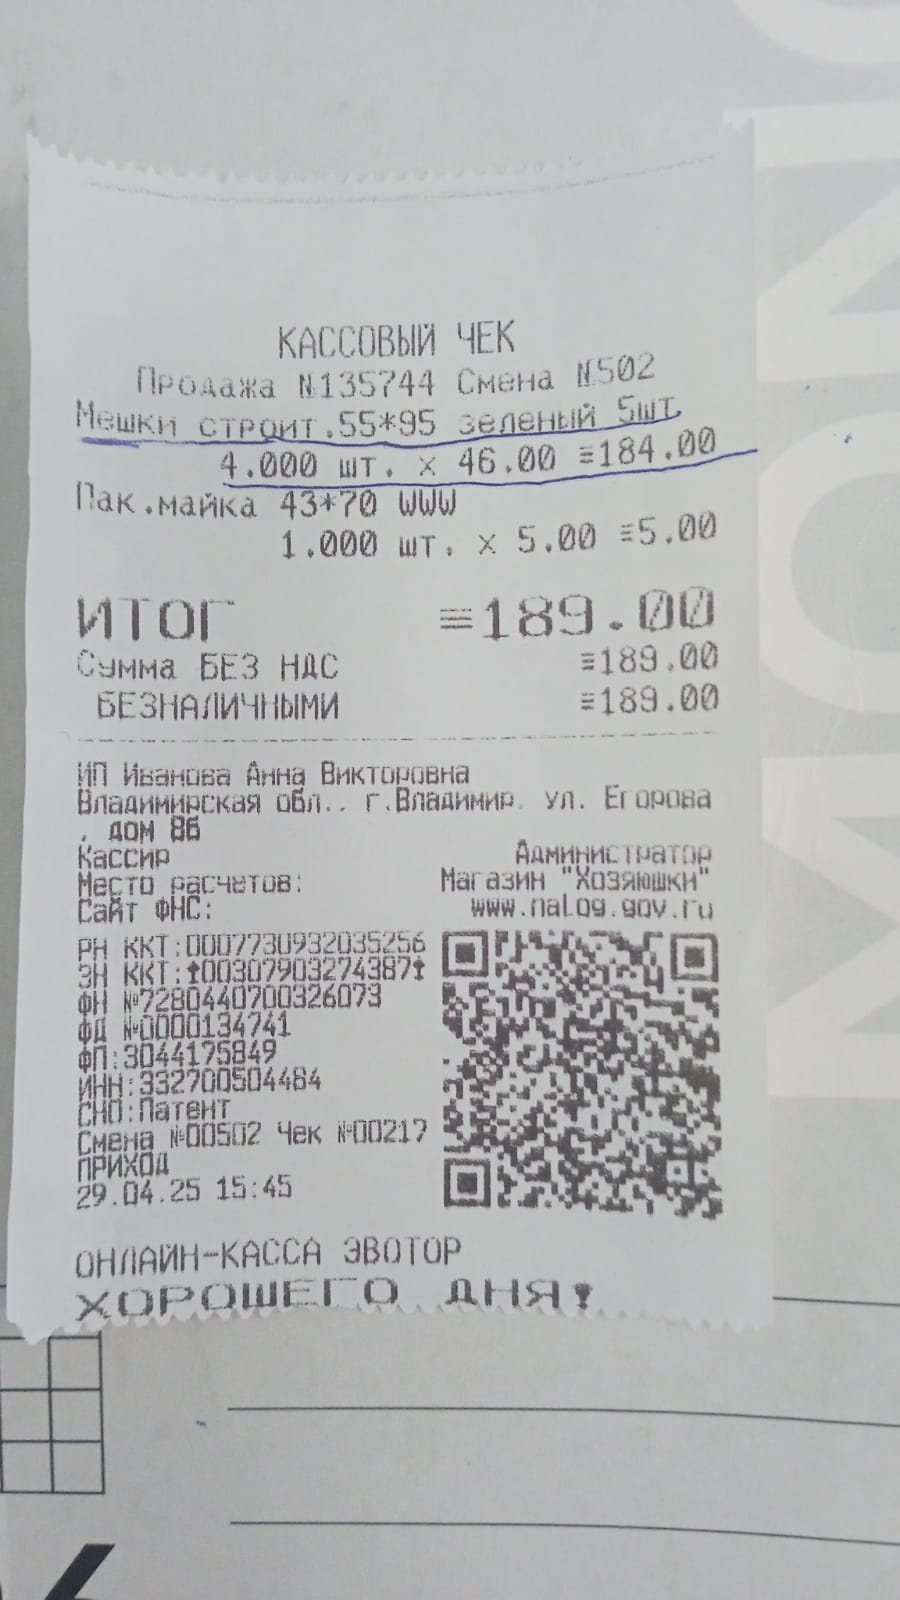 КАССОВЫЙ ЧЕК
Продажа №135744 Смена №502
Мешки строит.55*95 зеленый 5шт
4.000 шт. x 46.00 ≡184.00
Пак.майка 43*70 WWW
1.000 шт. x 5.00 ≡5.00
ИТОГ ≡189.00
Сумма БЕЗ НДС ≡189.00
БЕЗНАЛИЧНЫМИ ≡189.00
ИП Иванова Анна Викторовна
Владимирская обл., г.Владимир, ул. Егорова
, дом 8б
Кассир Администратор
Место расчетов: Магазин "Хозяюшки"
Сайт ФНС: www.nalog.gov.ru
РН ККТ:0007730932035256
ЗН ККТ:↑00307903274387↑
ФН №7280440700326073
ФД №0000134741
ФП:3044175849
ИНН:332700504484
СНО:Патент
Смена №00502 Чек №00217
ПРИХОД
29.04.25 15:45
ОНЛАЙН-КАССА ЭВОТОР
ХОРОШЕГО ДНЯ!